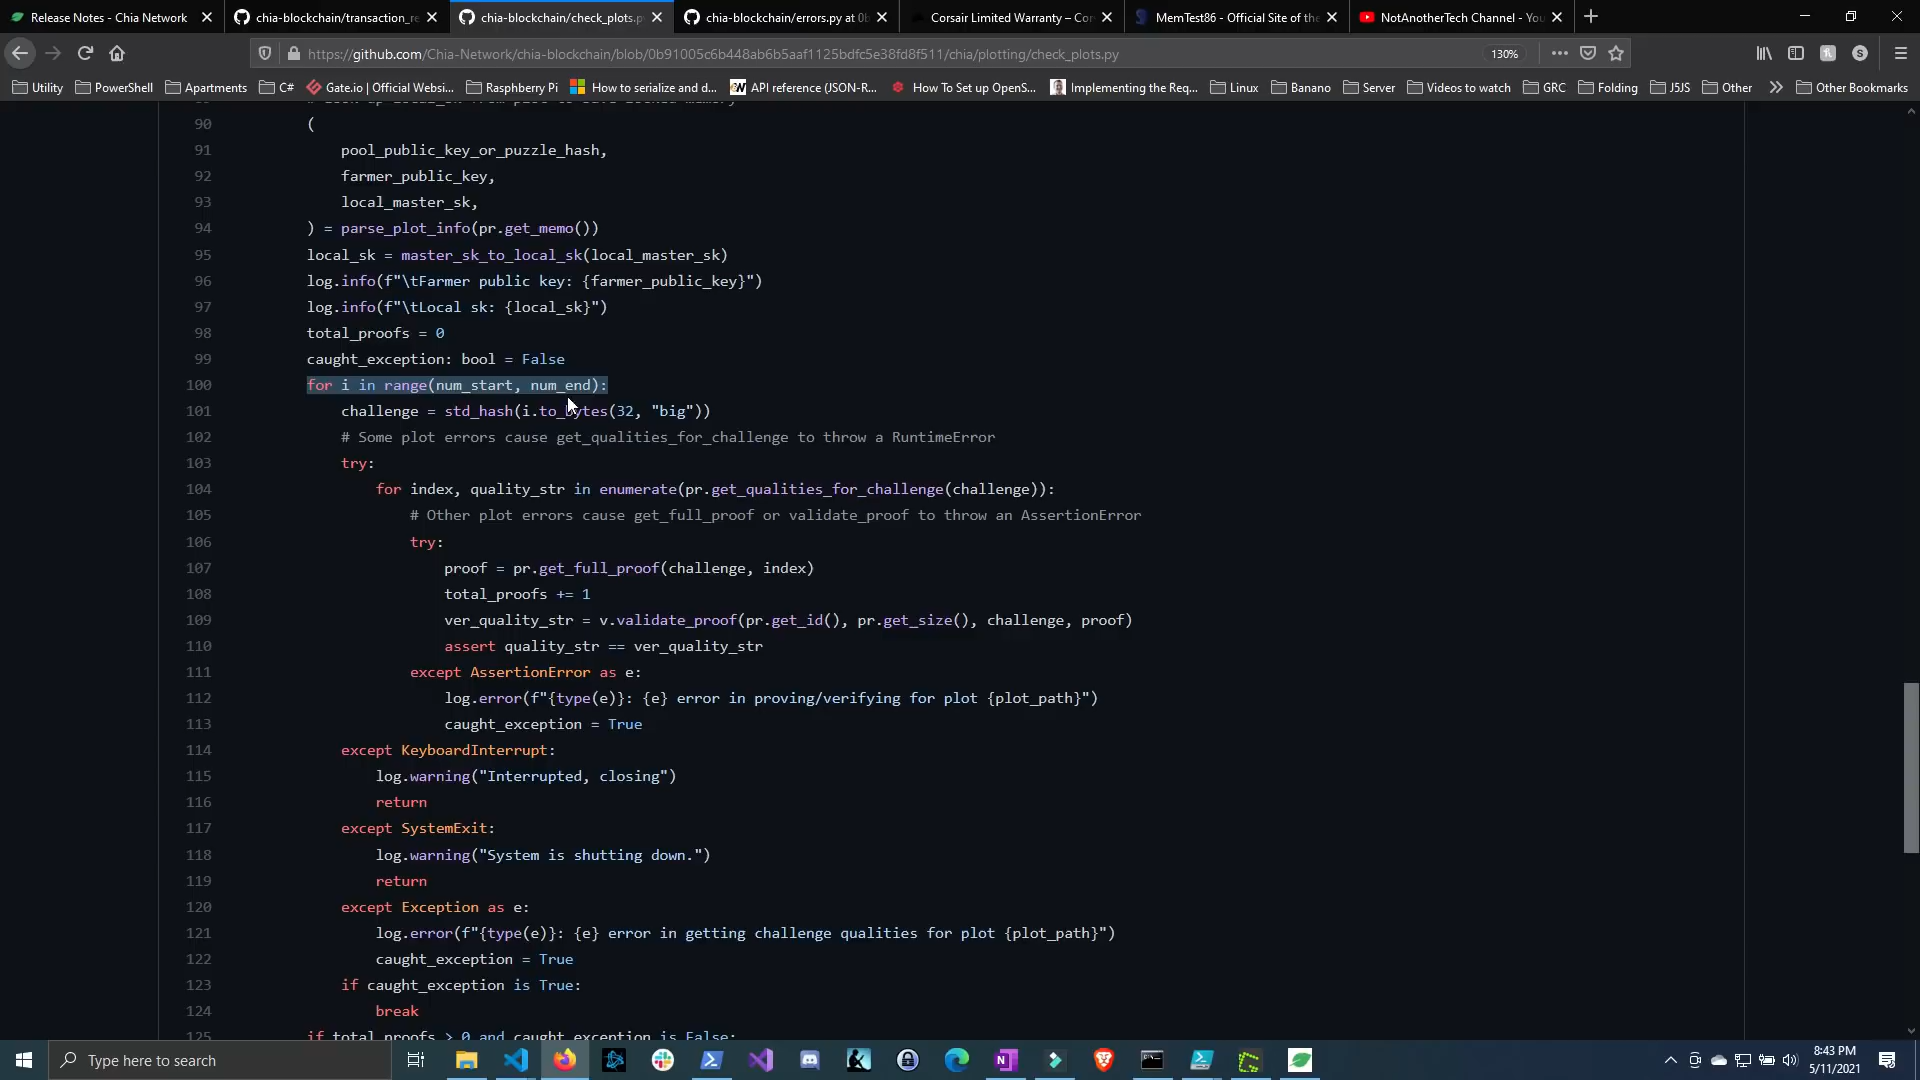 Release Notes - Chia Network
chia-blockchain/transaction_re
chia-blockchain/check_plots.py
chia-blockchain/errors.py at 0b
Corsair Limited Warranty – Cor
MemTest86 - Official Site of the
NotAnotherTech Channel - You
https://github.com/Chia-Network/chia-blockchain/blob/0b91005c6b448ab6b5aaf1125bdfc5e38fd8f511/chia/plotting/check_plots.py
130%
Utility
PowerShell
Apartments
C#
Gate.io | Official Websi...
Raspberry Pi
How to serialize and d...
API reference (JSON-R...
How To Set up OpenS...
Implementing the Req...
Linux
Banano
Server
Videos to watch
GRC
Folding
J5JS
Other
Other Bookmarks
90 (
91 pool_public_key_or_puzzle_hash,
92 farmer_public_key,
93 local_master_sk,
94 ) = parse_plot_info(pr.get_memo())
95 local_sk = master_sk_to_local_sk(local_master_sk)
96 log.info(f"\tFarmer public key: {farmer_public_key}")
97 log.info(f"\tLocal sk: {local_sk}")
98 total_proofs = 0
99 caught_exception: bool = False
100 for i in range(num_start, num_end):
101 challenge = std_hash(i.to_bytes(32, "big"))
102 # Some plot errors cause get_qualities_for_challenge to throw a RuntimeError
103 try:
104 for index, quality_str in enumerate(pr.get_qualities_for_challenge(challenge)):
105 # Other plot errors cause get_full_proof or validate_proof to throw an AssertionError
106 try:
107 proof = pr.get_full_proof(challenge, index)
108 total_proofs += 1
109 ver_quality_str = v.validate_proof(pr.get_id(), pr.get_size(), challenge, proof)
110 assert quality_str == ver_quality_str
111 except AssertionError as e:
112 log.error(f"{type(e)}: {e} error in proving/verifying for plot {plot_path}")
113 caught_exception = True
114 except KeyboardInterrupt:
115 log.warning("Interrupted, closing")
116 return
117 except SystemExit:
118 log.warning("System is shutting down.")
119 return
120 except Exception as e:
121 log.error(f"{type(e)}: {e} error in getting challenge qualities for plot {plot_path}")
122 caught_exception = True
123 if caught_exception is True:
124 break
125 if total_proofs > 0 and caught_exception is False:
Type here to search
8:43 PM
5/11/2021